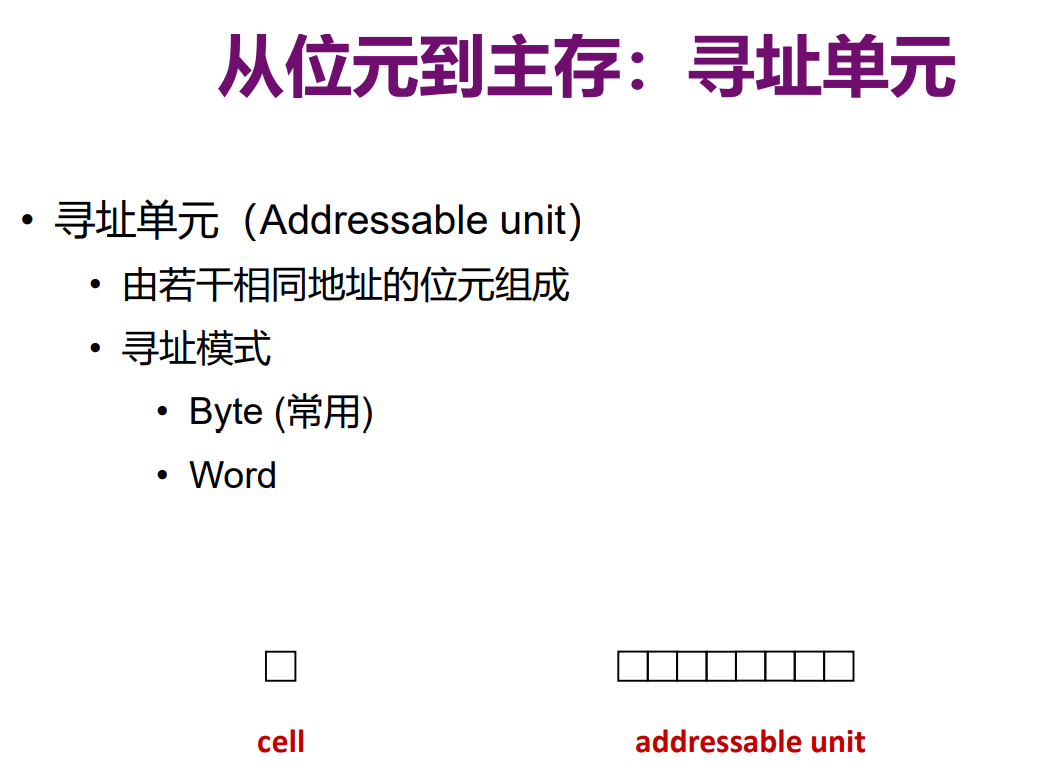 从位元到主存：寻址单元
• 寻址单元（Addressable unit）
• 由若干相同地址的位元组成
• 寻址模式
• Byte (常用)
• Word
cell
addressable unit